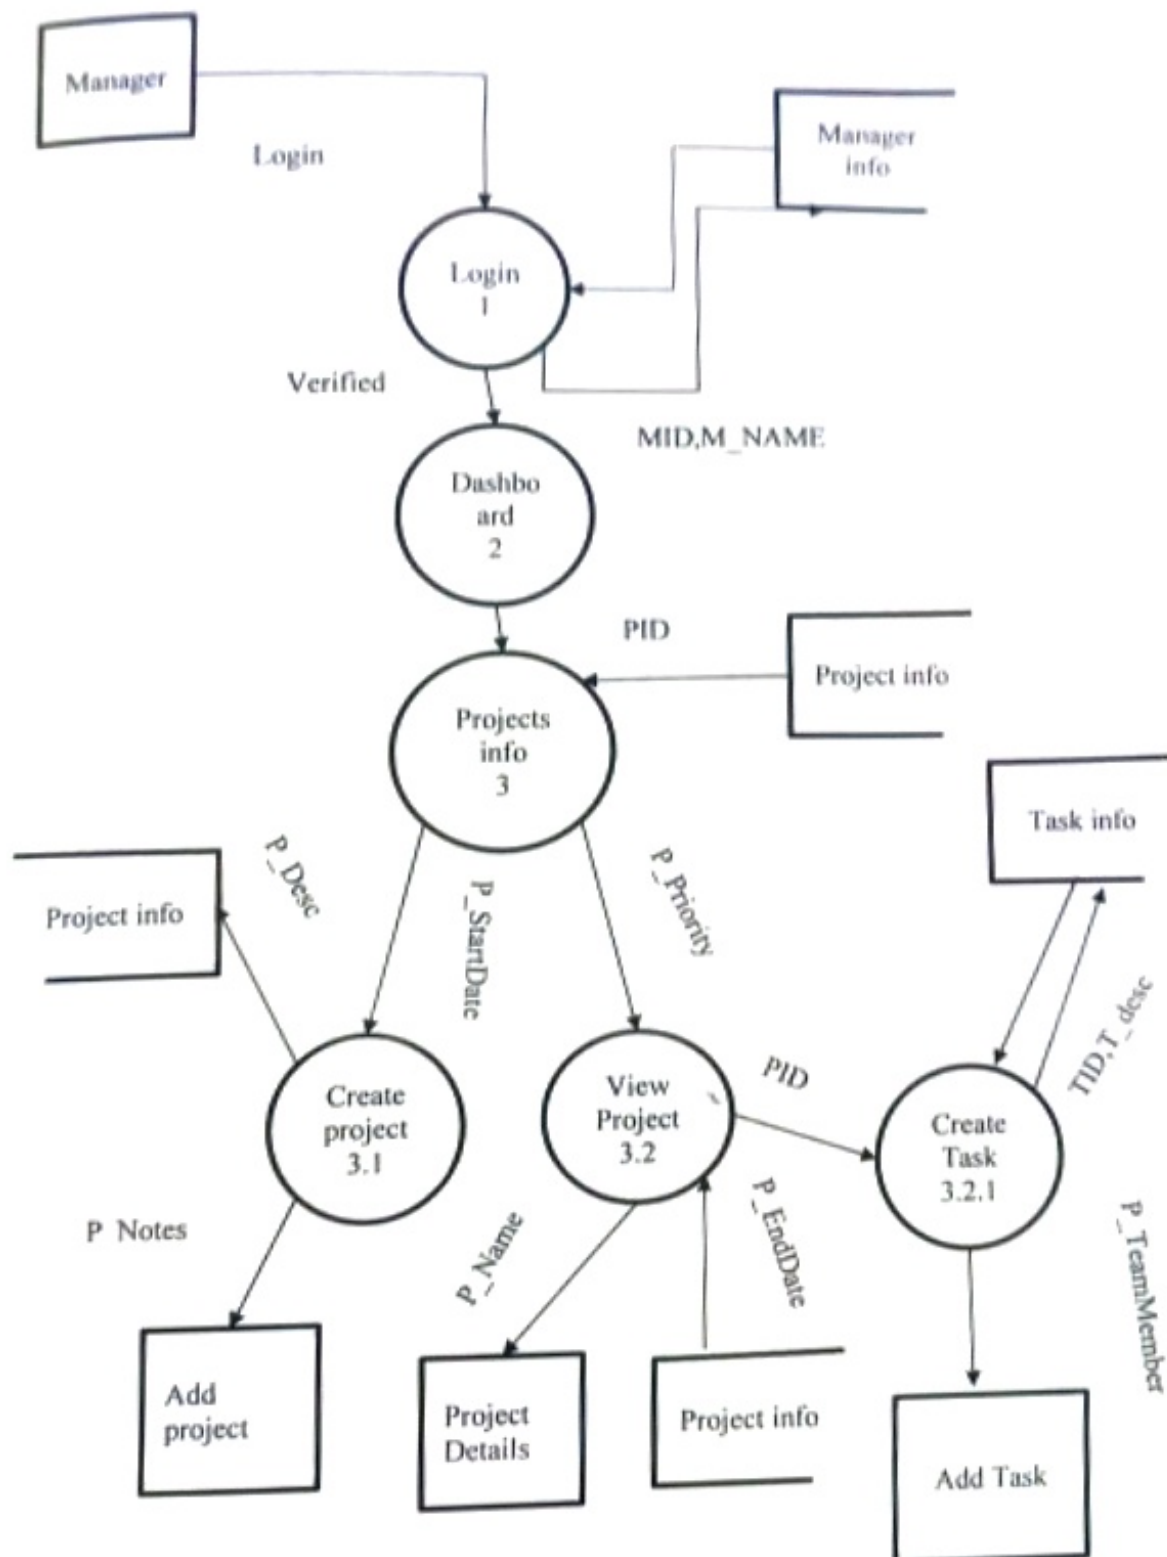 Manager
Manager
info
Login
Login
1
Verified
MID,M_NAME
Dashbo
ard
2
PID
Project info
Projects
info
3
Task info
P_Desc
P_StartDate
P_Priority
Project info
TID,T_desc
PID
Create
project
3.1
View
Project
3.2
Create
Task
3.2.1
P_Notes
P_Name
P_EndDate
P_TeamMember
Add
project
Project
Details
Project info
Add Task